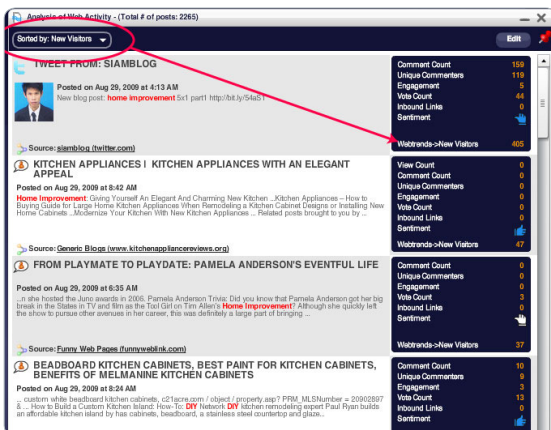 Analysis of Web Activity - (Total # of posts: 2265)
Sorted by: New Visitors
Edit
TWEET FROM: SIAMBLOG
Posted on Aug 29, 2009 at 4:13 AM
New blog post: home improvement 5x1 part1 http://bit.ly/54a51
Source: siamblog (twitter.com)
Comment Count 159
Unique Commenters 119
Engagement 5
Vote Count 44
Inbound Links 0
Sentiment
Webtrends->New Visitors 405
KITCHEN APPLIANCES | KITCHEN APPLIANCES WITH AN ELEGANT
APPEAL
Posted on Aug 29, 2009 at 8:42 AM
Home Improvement: Giving Yourself An Elegant And Charming New Kitchen ...Kitchen Appliances – How to
Buying Guide for Large Home Kitchen Appliances When Remodeling a Kitchen Cabinet Designs or Installing New
Home Cabinets ...Modernize Your Kitchen With New Kitchen Appliances ... Related posts brought to you by ...
Source: Generic Blogs (www.kitchenappliancereviews.org)
View Count 0
Comment Count 0
Unique Commenters 0
Engagement 0
Vote Count 0
Inbound Links 0
Sentiment
Webtrends->New Visitors 47
FROM PLAYMATE TO PLAYDATE: PAMELA ANDERSON'S EVENTFUL LIFE
Posted on Aug 29, 2009 at 6:35 AM
...n she hosted the Juno awards in 2006. Pamela Anderson Trivia: Did you know that Pamela Anderson got her big
break in the States in TV and film as the Tool Girl on Tim Allen's Home Improvement? Although she quickly left
the show to pursue other avenues in her career, this was definitely a large part of bringing ...
Source: Funny Web Pages (funnyweblink.com)
Comment Count 0
Unique Commenters 0
Engagement 0
Vote Count 3
Inbound Links 0
Sentiment
Webtrends->New Visitors 37
BEADBOARD KITCHEN CABINETS, BEST PAINT FOR KITCHEN CABINETS,
BENEFITS OF MELMANINE KITCHEN CABINETS
Posted on Aug 29, 2009 at 8:24 AM
... custom white beadboard kitchen cabinets, c21acre.com / object / property.asp? PRM_MLSNumber = 20902897
& ... How to Build a Custom Kitchen Island: How-To: DIY Network DIY kitchen remodeling expert Paul Ryan builds
an affordable kitchen island by has cabinets, beadboard, a stainless steel countertop and glaze...
Comment Count 10
Unique Commenters 9
Engagement 3
Vote Count 13
Inbound Links 0
Sentiment